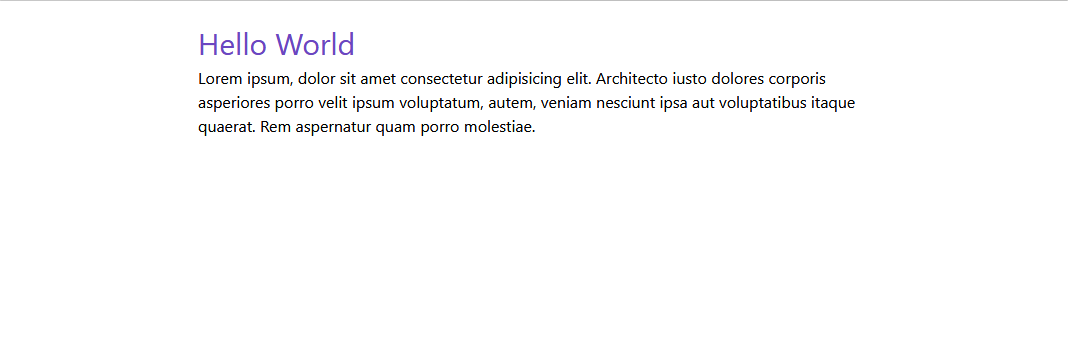 Hello World
Lorem ipsum, dolor sit amet consectetur adipisicing elit. Architecto iusto dolores corporis
asperiores porro velit ipsum voluptatum, autem, veniam nesciunt ipsa aut voluptatibus itaque
quaerat. Rem aspernatur quam porro molestiae.